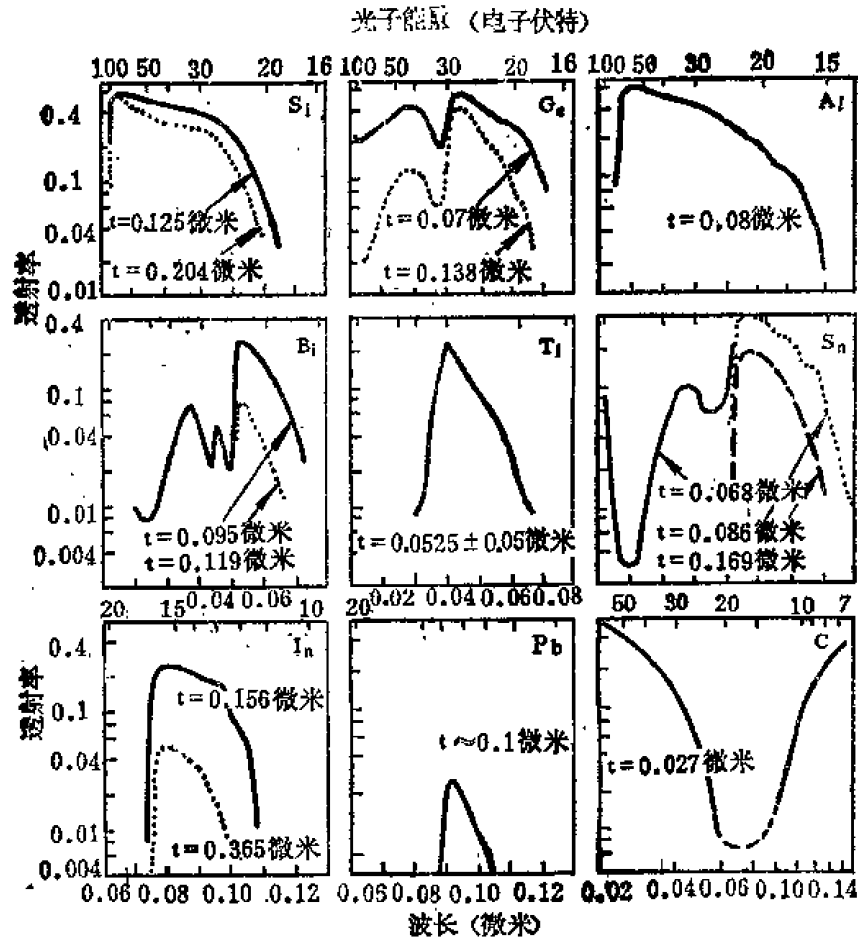 光子能量 (电子伏特)
100 50 30 20 16 100 50 30 20 100 50 30 20 15
0.4
0.1
0.04
0.01
透射率
Si
t=0.125微米
t=0.204微米
Ge
t=0.07微米
t=0.138微米
Al
t=0.08微米
0.4
0.1
0.04
0.01
0.004
Bi
t=0.095微米
t=0.119微米
Tl
t=0.0525±0.05微米
Sn
t=0.068微米
t=0.086微米
t=0.169微米
0.04 0.06 0.02 0.04 0.06 0.08
20 15 10 20 50 30 20 10 7
0.4
0.1
0.04
0.01
0.004
透射率
In
t=0.156微米
t=0.365微米
Pb
t≈0.1微米
C
t=0.027微米
0.06 0.08 0.10 0.12 0.06 0.08 0.10 0.12 0.02 0.04 0.06 0.10 0.14
波长 (微米)